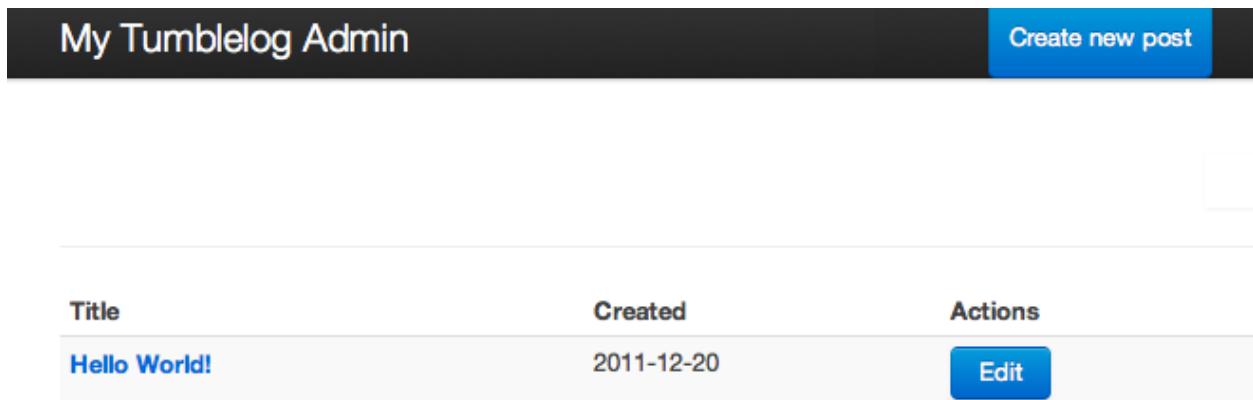 My Tumblelog Admin Create new post
Title Created Actions
Hello World! 2011-12-20 Edit